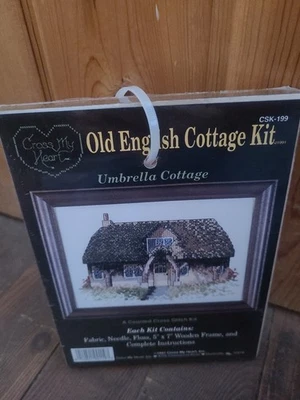 CSK-199
Cross My
Heart
Old English Cottage Kit
Umbrella Cottage
A Counted Cross Stitch Kit
Each Kit Contains:
Fabric, Needle, Floss, 5" x 7" Wooden Frame, and
Complete Instructions